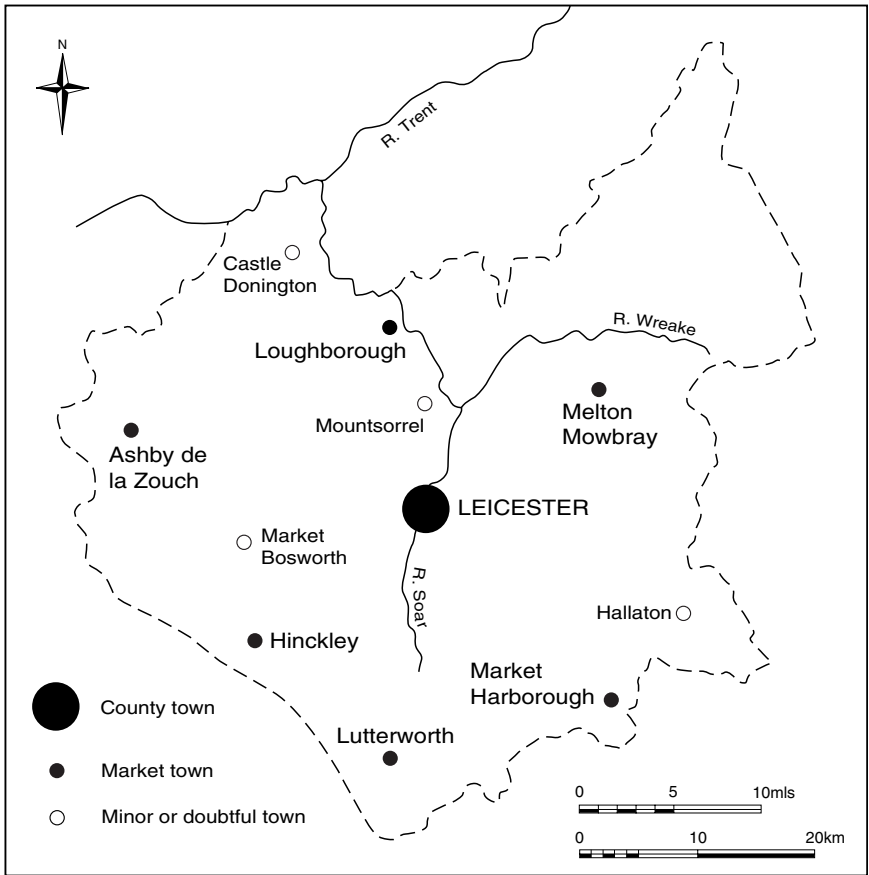 N
R. Trent
Castle
Donington
R. Wreake
Loughborough
Melton
Mowbray
Mountsorrel
Ashby de
la Zouch
LEICESTER
Market
Bosworth
R. Soar
Hallaton
Hinckley
Market
Harborough
County town
Lutterworth
Market town
Minor or doubtful town
0 5 10mls
0 10 20km